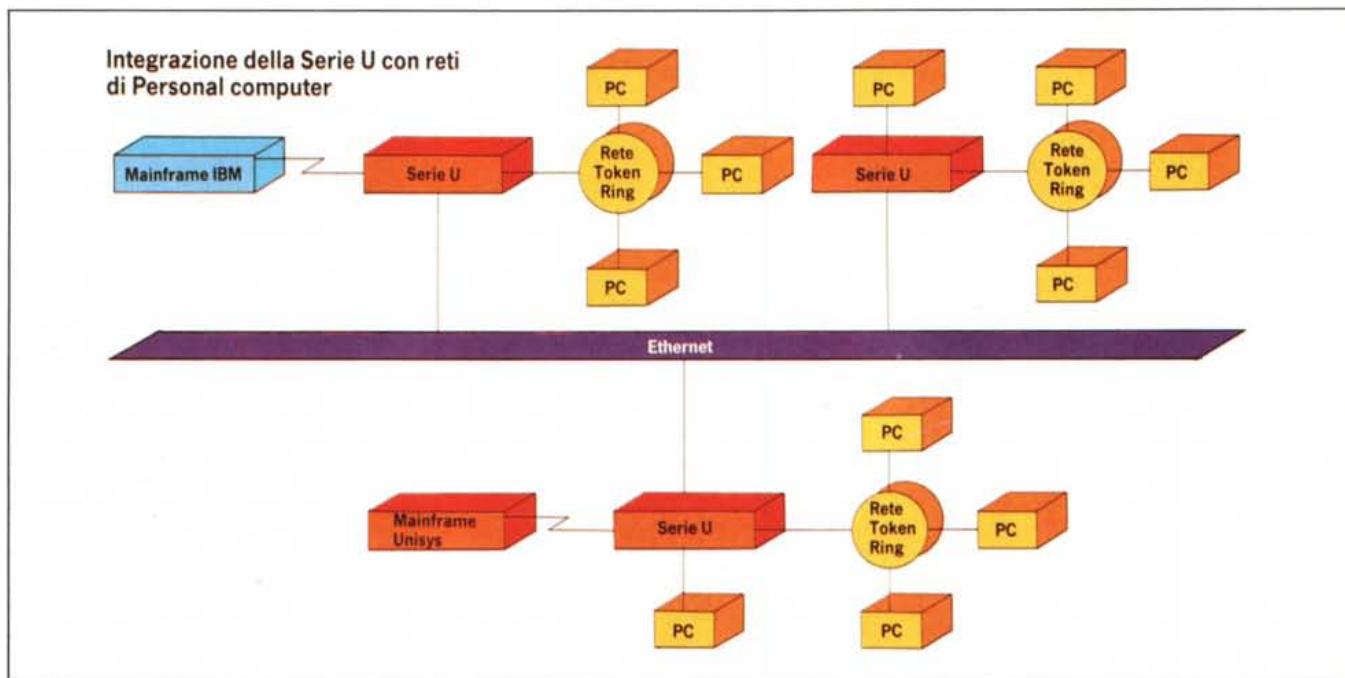 Integrazione della Serie U con reti
di Personal computer
PC
PC
PC
Mainframe IBM
Serie U
Rete
Token
Ring
PC
Serie U
Rete
Token
Ring
PC
PC
PC
Ethernet
PC
Mainframe
Unisys
Serie U
Rete
Token
Ring
PC
PC
PC